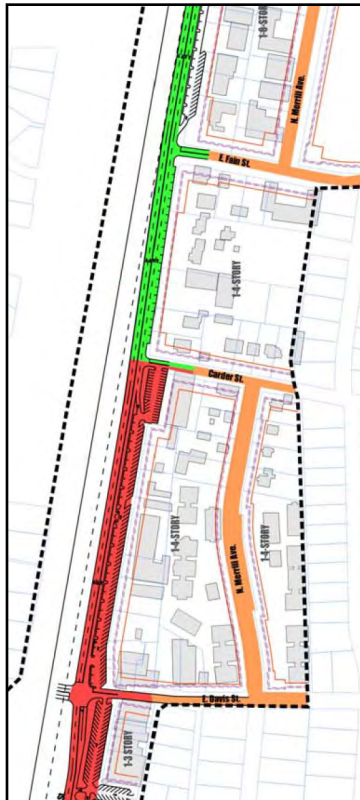 1-6-STORY
N. Merrill Ave.
E. Fain St.
1-4-STORY
Carder St.
1-4-STORY
N. Merrill Ave.
1-4-STORY
E. Davis St.
1-3 STORY